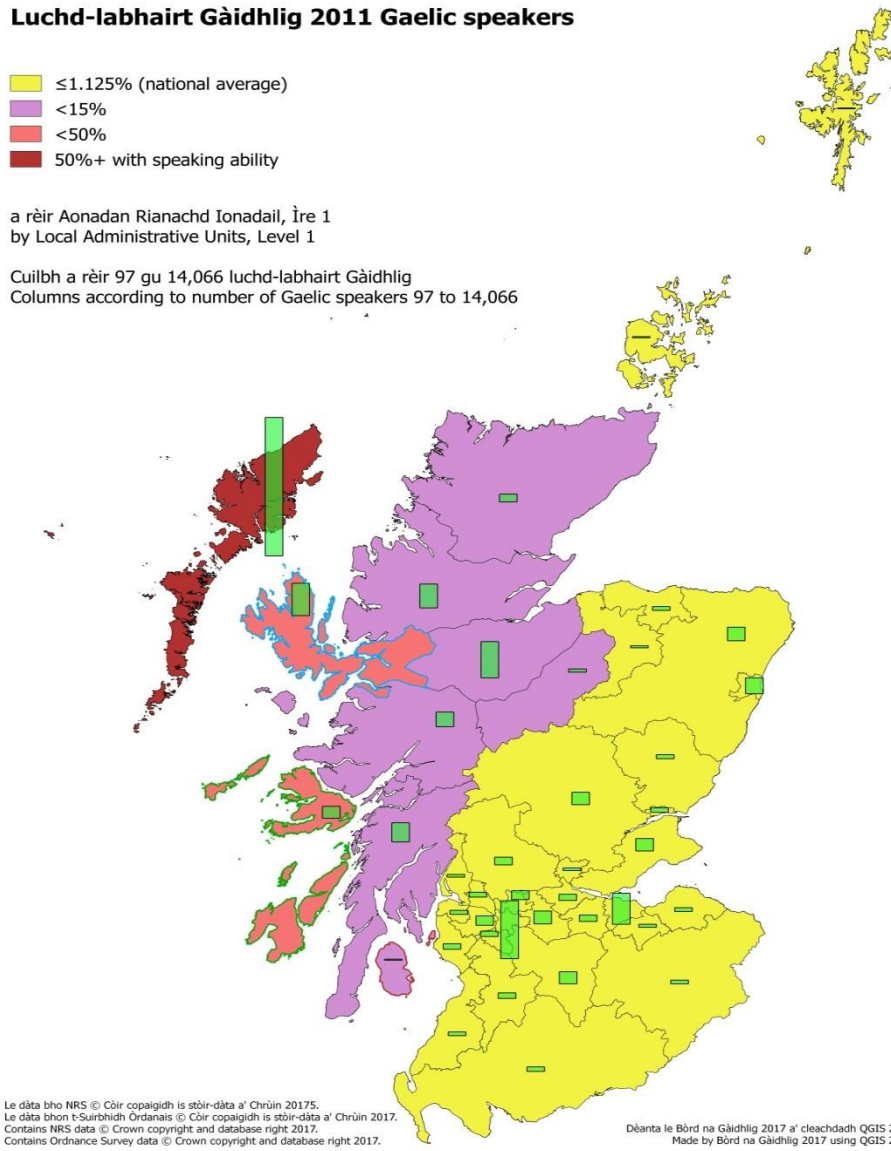 Luchd-labhairt Gàidhlig 2011 Gaelic speakers
≤1.125% (national average)
<15%
<50%
50%+ with speaking ability
a rèir Aonadan Rianachd Ionadail, Ìre 1
by Local Administrative Units, Level 1
Cuilbh a rèir 97 gu 14,066 luchd-labhairt Gàidhlig
Columns according to number of Gaelic speakers 97 to 14,066
Le dàta bho NRS © Còir copaigidh is stòir-dàta a' Chrùin 20175.
Le dàta bhon t-Suirbhidh Òrdanais © Còir copaigidh is stòir-dàta a' Chrùin 2017.
Contains NRS data © Crown copyright and database right 2017.
Contains Ordnance Survey data © Crown copyright and database right 2017.
Dèanta le Bòrd na Gàidhlig 2017 a' cleachdadh QGIS 2
Made by Bòrd na Gàidhlig 2017 using QGIS 2